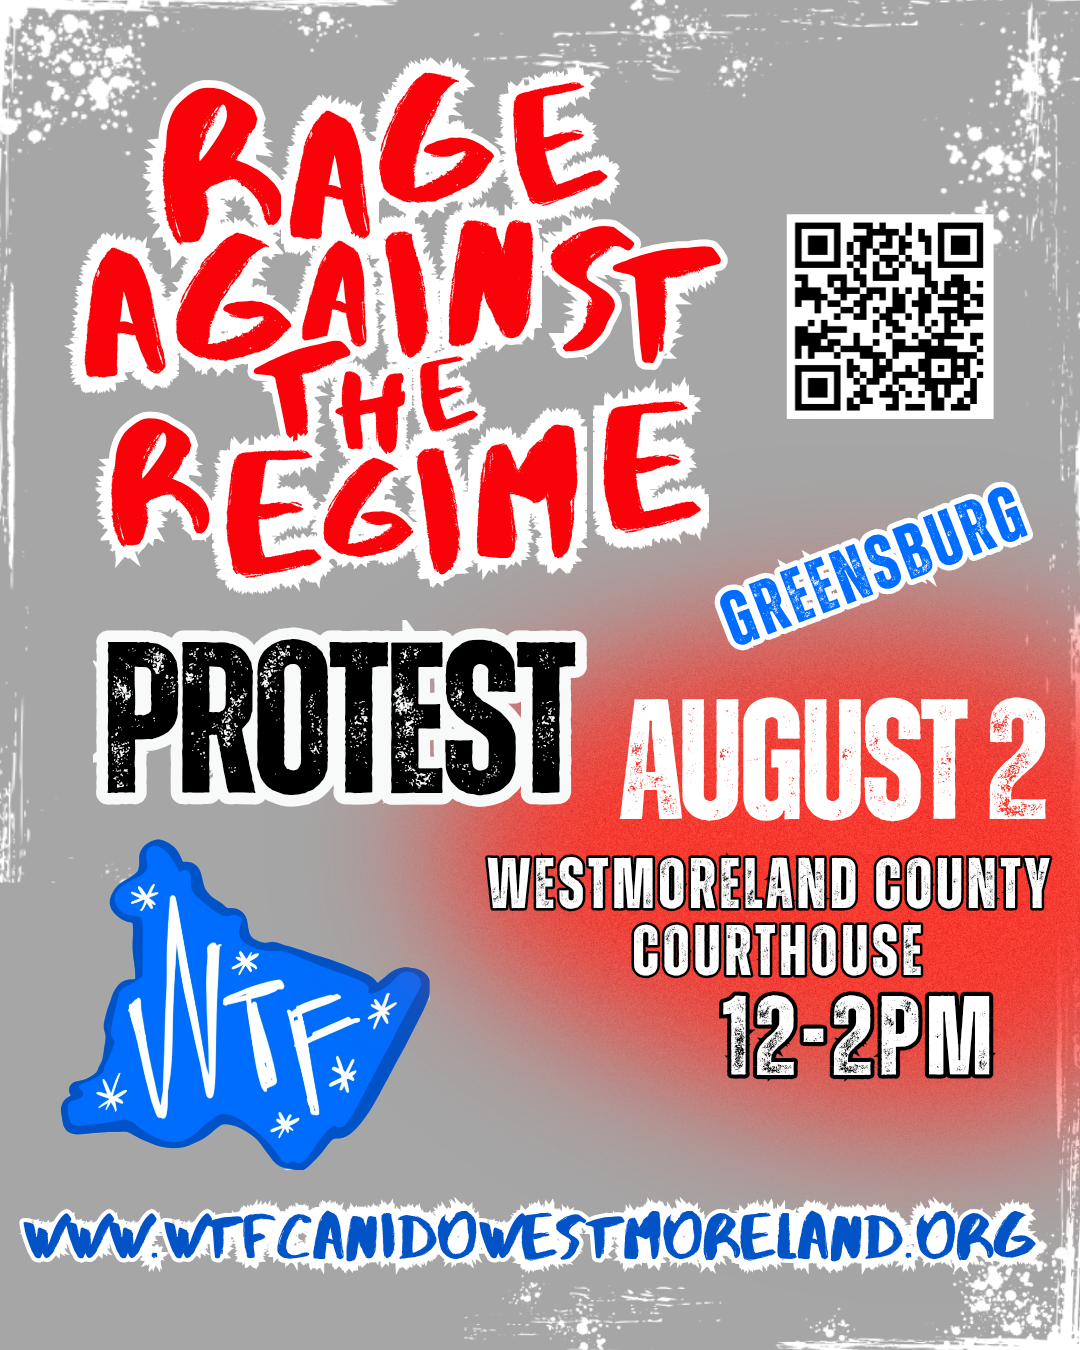 RAGE
AGAINST
THE
REGIME
GREENSBURG
PROTEST
AUGUST 2
WESTMORELAND COUNTY
COURTHOUSE
12-2PM
WTF
WWW.WTFCANIDOWESTMORELAND.ORG